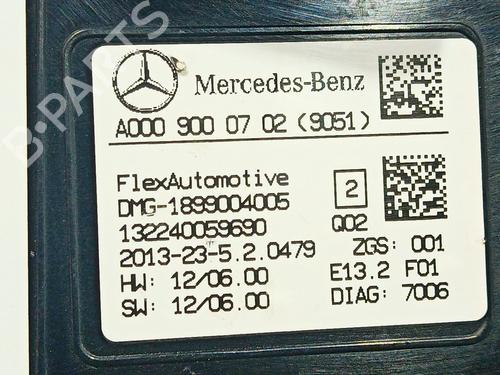 Mercedes-Benz
A000 900 07 02 (9051)
FlexAutomotive
DMG-1899004005
132240059690
2013-23-5.2.0479
HW: 12/06.00
SW: 12/06.00
2
Q02
ZGS: 001
E13.2 F01
DIAG: 7006
B-PARTS